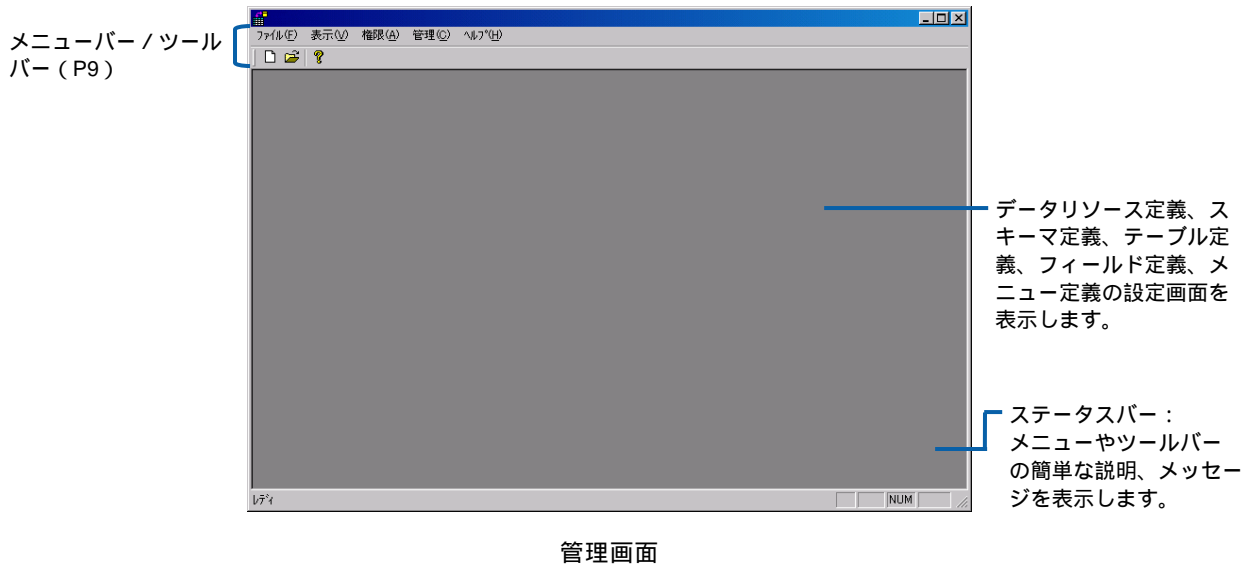 メニューバー / ツール
バー ( P9 )
ﾌｧｲﾙ(F) 表示(V) 権限(A) 管理(C) ﾍﾙﾌﾟ(H)
データリソース定義、ス
キーマ定義、テーブル定
義、フィールド定義、メ
ニュー定義の設定画面を
表示します。
ステータスバー：
メニューやツールバー
の簡単な説明、メッセー
ジを表示します。
ﾚﾃﾞｨ NUM
管理画面